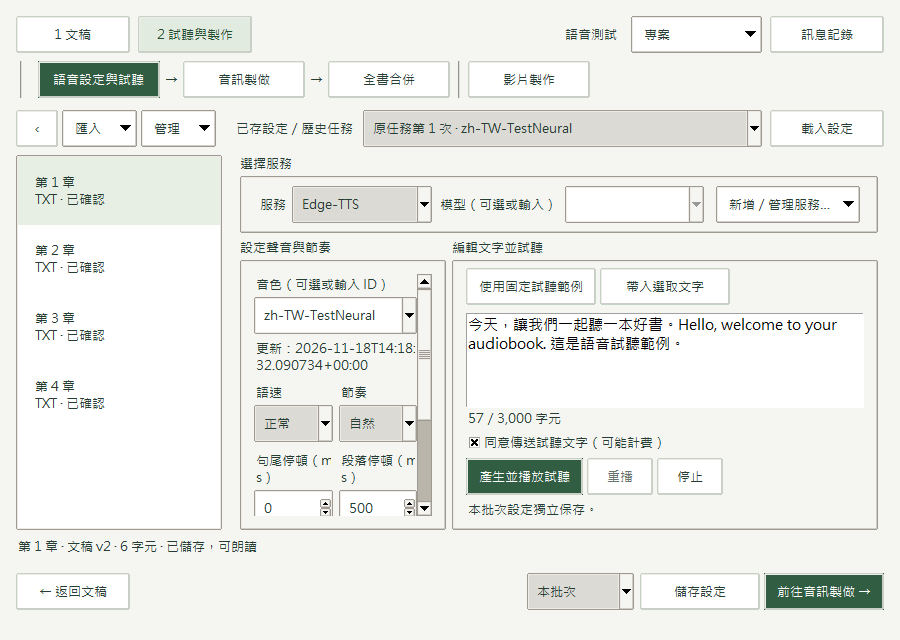 1 文稿
2 試聽與製作
語音測試
專案
訊息記錄
語音設定與試聽
→
音訊製做
→
全書合併
影片製作
‹
匯入
管理
已存設定 / 歷史任務
原任務第 1 次 · zh-TW-TestNeural
載入設定
第 1 章
TXT · 已確認
第 2 章
TXT · 已確認
第 3 章
TXT · 已確認
第 4 章
TXT · 已確認
選擇服務
服務
Edge-TTS
模型（可選或輸入）
新增 / 管理服務...
設定聲音與節奏
音色（可選或輸入 ID）
zh-TW-TestNeural
更新：2026-11-18T14:18:
32.090734+00:00
語速
節奏
正常
自然
句尾停頓（m
s）
段落停頓（m
s）
0
500
編輯文字並試聽
使用固定試聽範例
帶入選取文字
今天，讓我們一起聽一本好書。Hello, welcome to your
audiobook. 這是語音試聽範例。
57 / 3,000 字元
同意傳送試聽文字（可能計費）
產生並播放試聽
重播
停止
本批次設定獨立保存。
第 1 章 · 文稿 v2 · 6 字元 · 已儲存，可朗讀
← 返回文稿
本批次
儲存設定
前往音訊製做 →